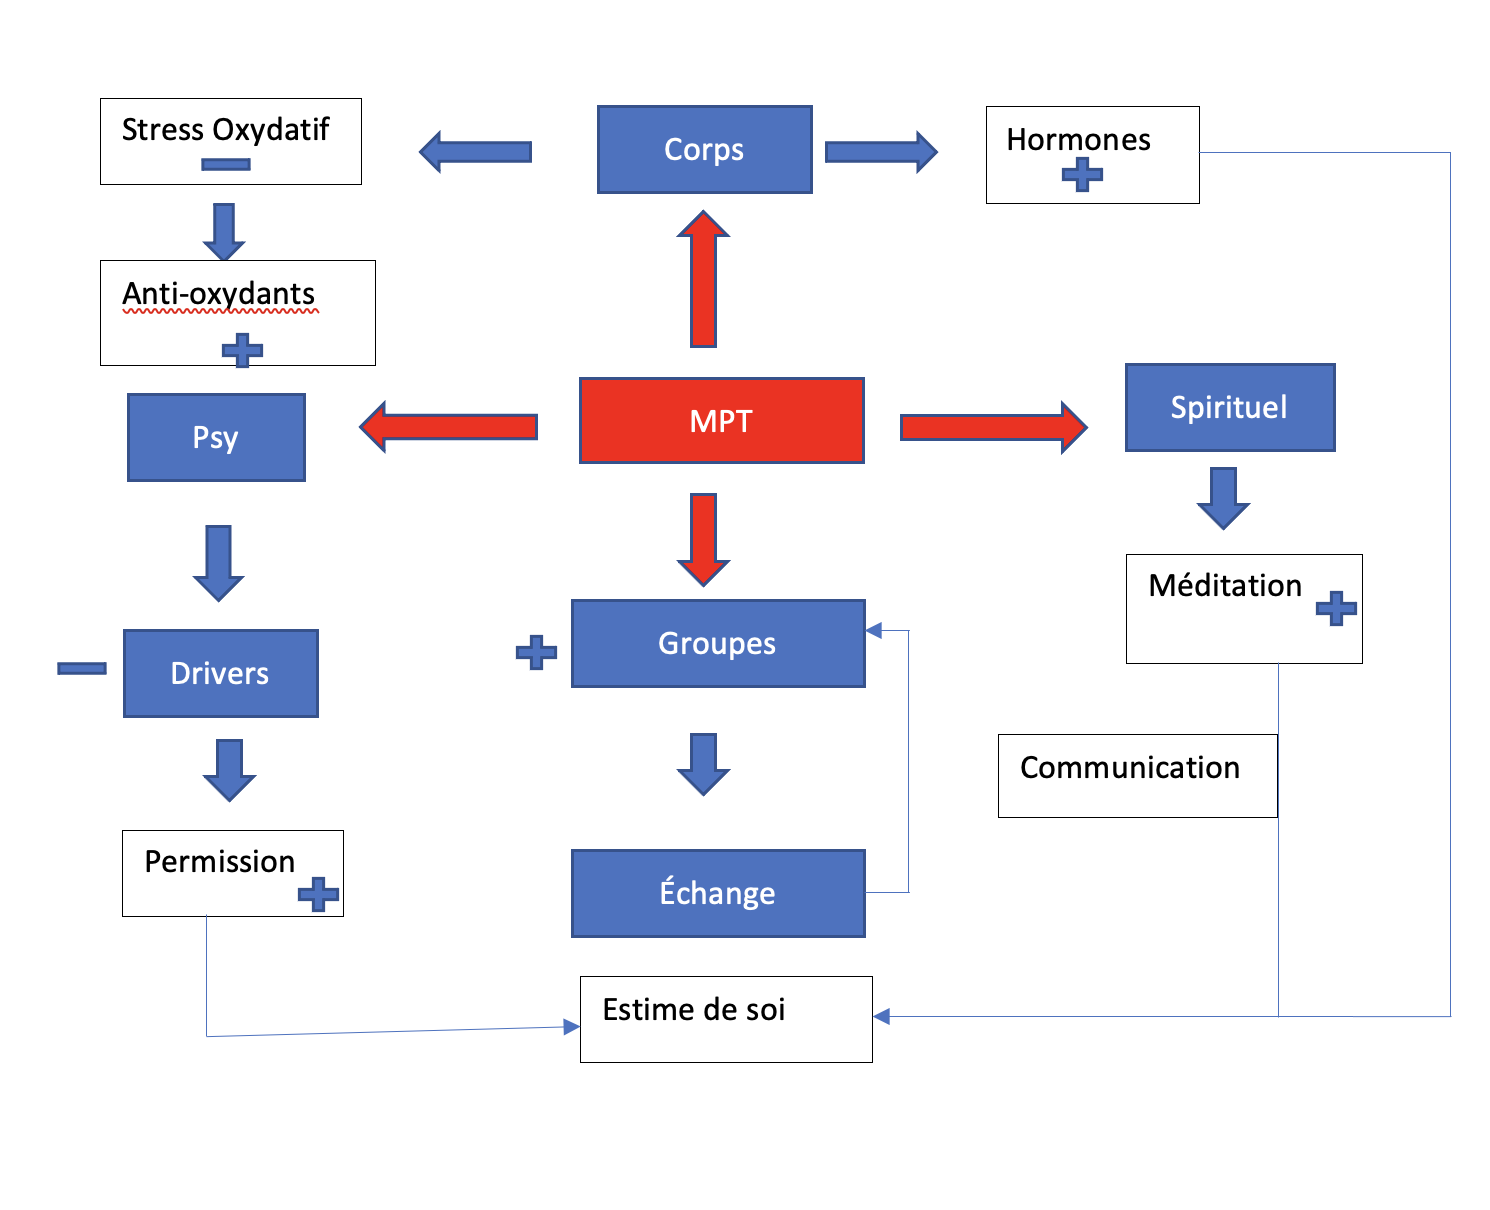 Stress Oxydatif
Corps
Hormones
Anti-oxydants
Psy
MPT
Spirituel
Méditation
Drivers
Groupes
Communication
Permission
Échange
Estime de soi